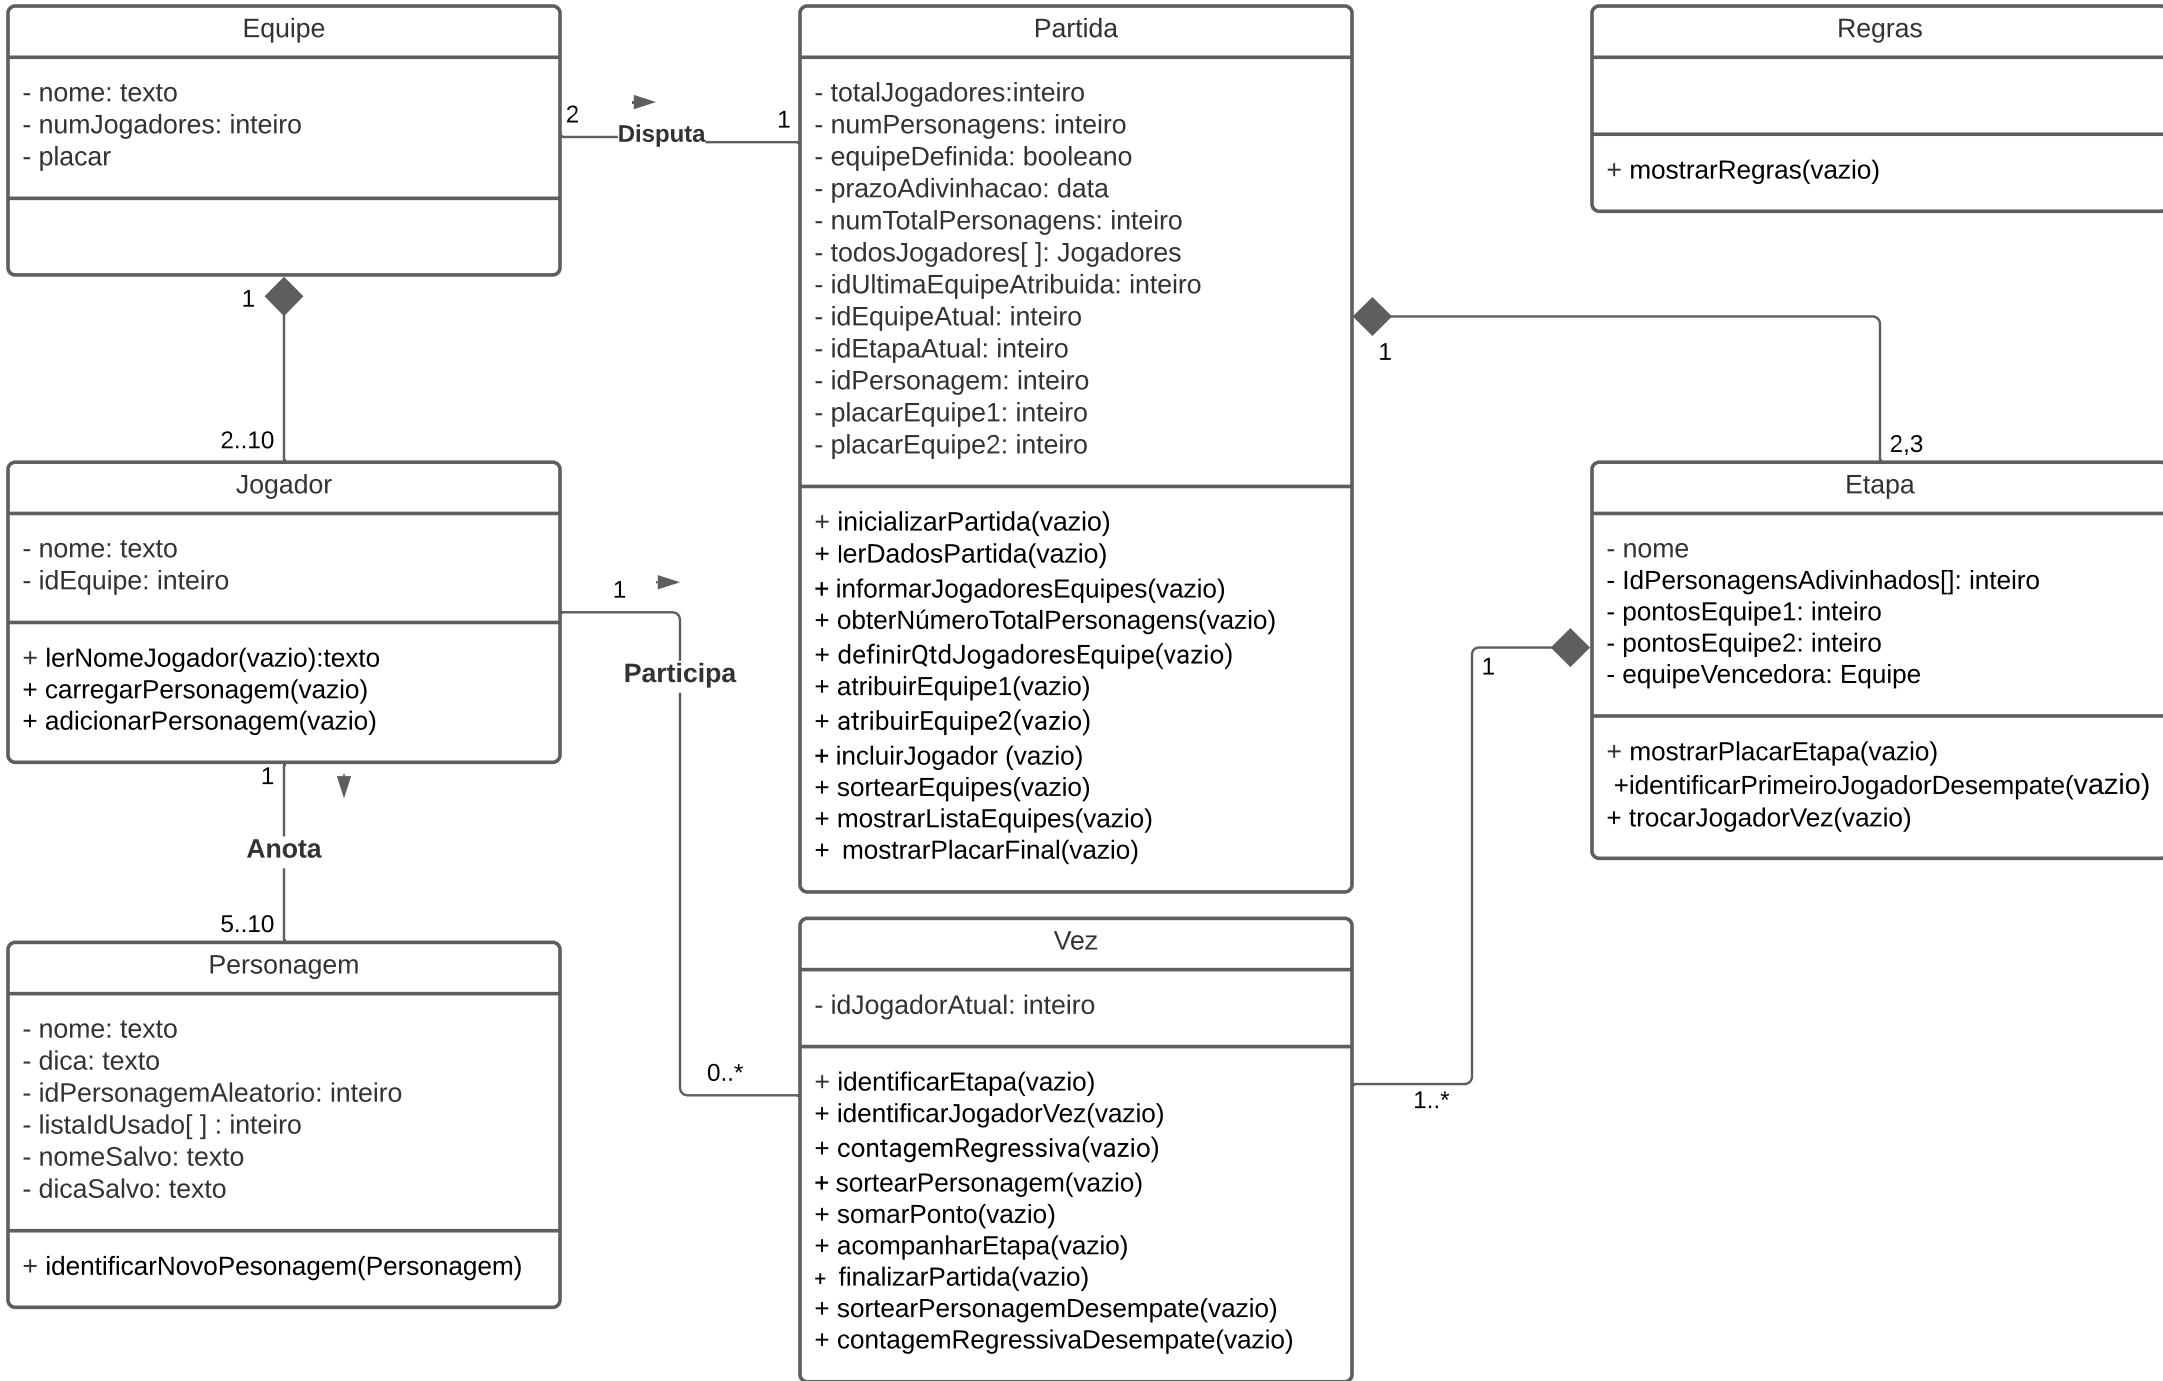 Equipe
- nome: texto
- numJogadores: inteiro
- placar
2
Disputa
1
Partida
- totalJogadores:inteiro
- numPersonagens: inteiro
- equipeDefinida: booleano
- prazoAdivinhacao: data
- numTotalPersonagens: inteiro
- todosJogadores[ ]: Jogadores
- idUltimaEquipeAtribuida: inteiro
- idEquipeAtual: inteiro
- idEtapaAtual: inteiro
- idPersonagem: inteiro
- placarEquipe1: inteiro
- placarEquipe2: inteiro
+ inicializarPartida(vazio)
+ lerDadosPartida(vazio)
+ informarJogadoresEquipes(vazio)
+ obterNúmeroTotalPersonagens(vazio)
+ definirQtdJogadoresEquipe(vazio)
+ atribuirEquipe1(vazio)
+ atribuirEquipe2(vazio)
+ incluirJogador (vazio)
+ sortearEquipes(vazio)
+ mostrarListaEquipes(vazio)
+ mostrarPlacarFinal(vazio)
Regras
+ mostrarRegras(vazio)
1
2..10
1
2,3
Jogador
- nome: texto
- idEquipe: inteiro
+ lerNomeJogador(vazio):texto
+ carregarPersonagem(vazio)
+ adicionarPersonagem(vazio)
1
Participa
0..*
Etapa
- nome
- IdPersonagensAdivinhados[]: inteiro
- pontosEquipe1: inteiro
- pontosEquipe2: inteiro
- equipeVencedora: Equipe
+ mostrarPlacarEtapa(vazio)
+identificarPrimeiroJogadorDesempate(vazio)
+ trocarJogadorVez(vazio)
1
1..*
1
Anota
5..10
Personagem
- nome: texto
- dica: texto
- idPersonagemAleatorio: inteiro
- listaIdUsado[ ] : inteiro
- nomeSalvo: texto
- dicaSalvo: texto
+ identificarNovoPesonagem(Personagem)
Vez
- idJogadorAtual: inteiro
+ identificarEtapa(vazio)
+ identificarJogadorVez(vazio)
+ contagemRegressiva(vazio)
+ sortearPersonagem(vazio)
+ somarPonto(vazio)
+ acompanharEtapa(vazio)
+ finalizarPartida(vazio)
+ sortearPersonagemDesempate(vazio)
+ contagemRegressivaDesempate(vazio)